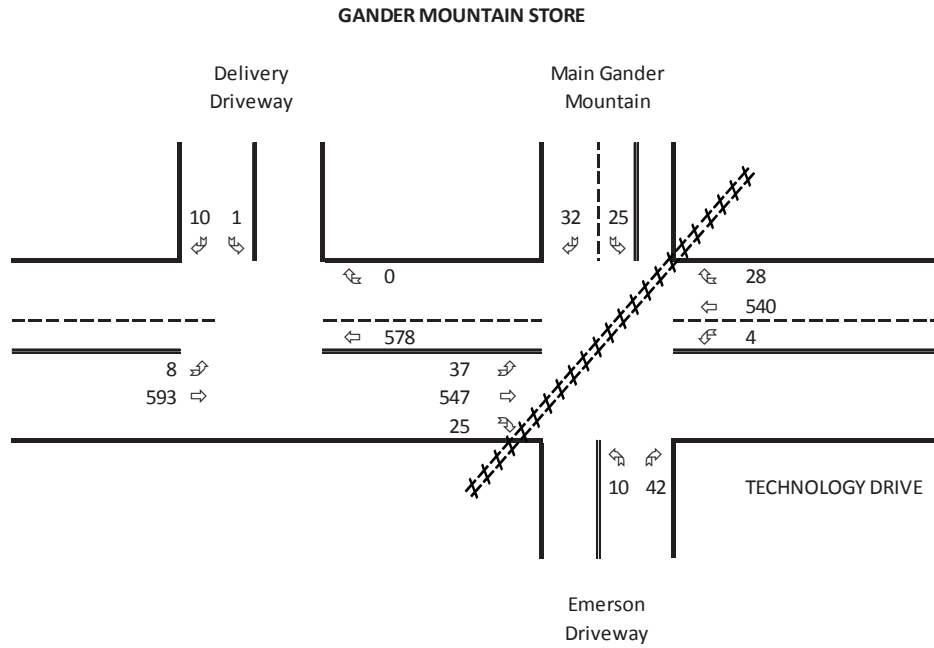 GANDER MOUNTAIN STORE
Delivery
Driveway
Main Gander
Mountain
10 1
32 25
0
28
540
578
4
8
37
593
547
25
10 42
TECHNOLOGY DRIVE
Emerson
Driveway